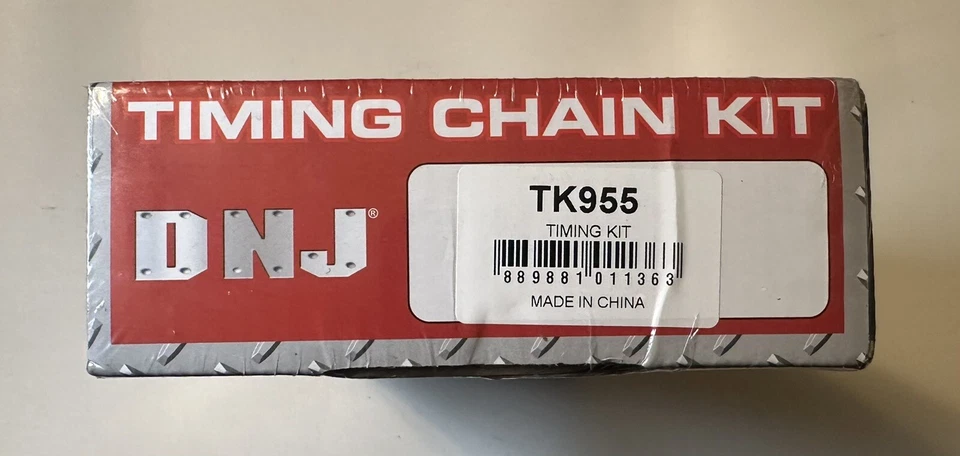 TIMING CHAIN KIT
DNJ®
TK955
TIMING KIT
889881 011363
MADE IN CHINA